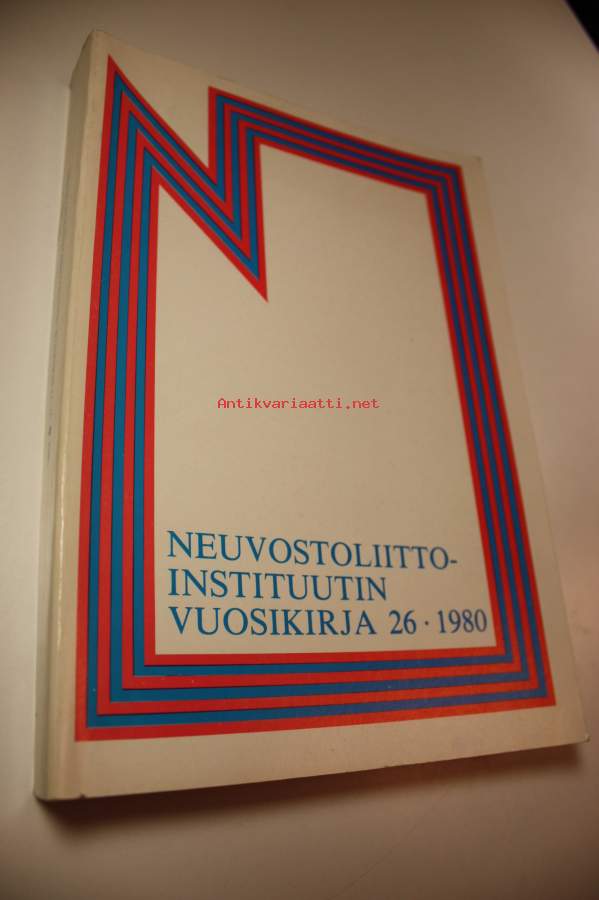 Antikvariaatti.net
NEUVOSTOLIITTO-
INSTITUUTIN
VUOSIKIRJA 26 · 1980